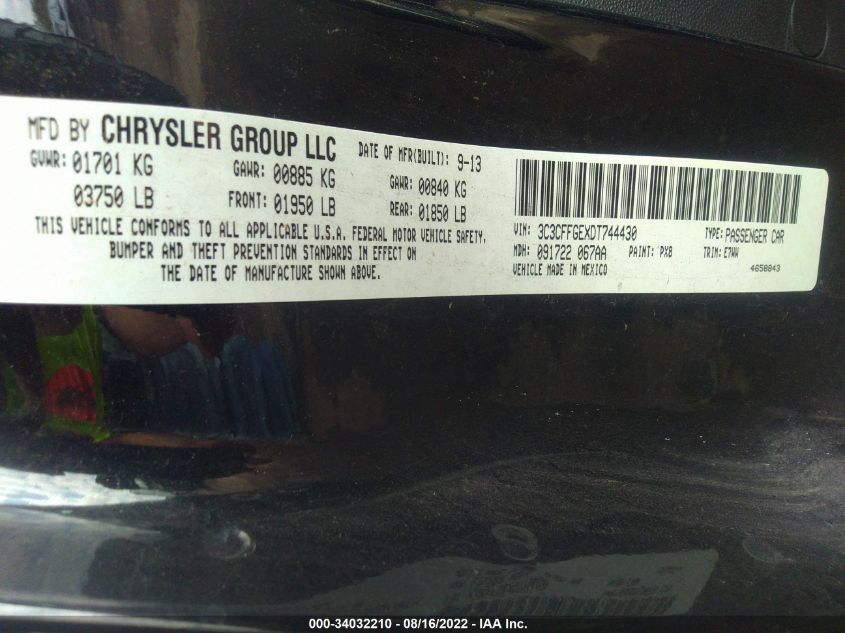 MFD BY CHRYSLER GROUP LLC DATE OF MFR(BUILT): 9-13
GVWR: 01701 KG GAWR: 00885 KG GAWR: 00840 KG
03750 LB FRONT: 01950 LB REAR: 01850 LB
THIS VEHICLE CONFORMS TO ALL APPLICABLE U.S.A. FEDERAL MOTOR VEHICLE SAFETY,
BUMPER AND THEFT PREVENTION STANDARDS IN EFFECT ON
THE DATE OF MANUFACTURE SHOWN ABOVE.
VIN: 3C3CFFGEXDT744430 TYPE: PASSENGER CAR
MDH: 091722 067AA PAINT: PX8 TRIM: E7WW
VEHICLE MADE IN MEXICO 4658843
000-34032210 - 08/16/2022 - IAA Inc.